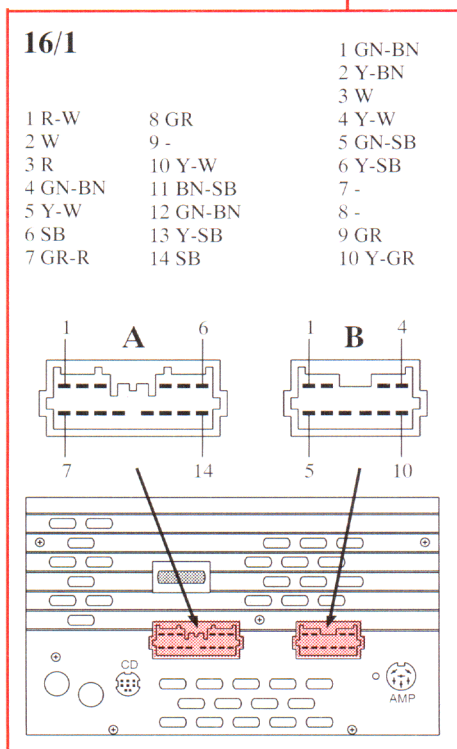 16/1
1 R-W
2 W
3 R
4 GN-BN
5 Y-W
6 SB
7 GR-R
8 GR
9 -
10 Y-W
11 BN-SB
12 GN-BN
13 Y-SB
14 SB
1 GN-BN
2 Y-BN
3 W
4 Y-W
5 GN-SB
6 Y-SB
7 -
8 -
9 GR
10 Y-GR
1 A 6
7 14
1 B 4
5 10
CD
AMP